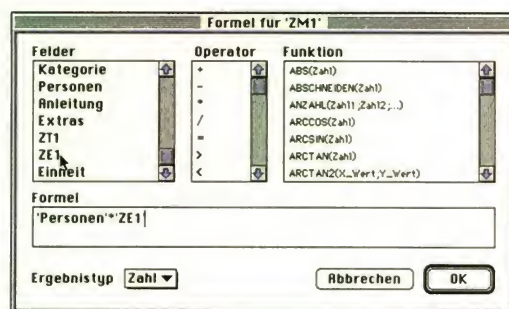 Formel für 'ZM1'
Felder
Kategorie
Personen
Anleitung
Extras
ZT1
ZE1
Einheit
Operator
+
-
*
/
=
>
<
Funktion
ABS(Zahl)
ABSCHNEIDEN(Zahl)
ANZAHL(Zahl1;Zahl2;...)
ARCCOS(Zahl)
ARCSIN(Zahl)
ARCTAN(Zahl)
ARCTAN2(X_Wert;Y_Wert)
Formel
'Personen'*'ZE1'
Ergebnistyp Zahl
Abbrechen OK